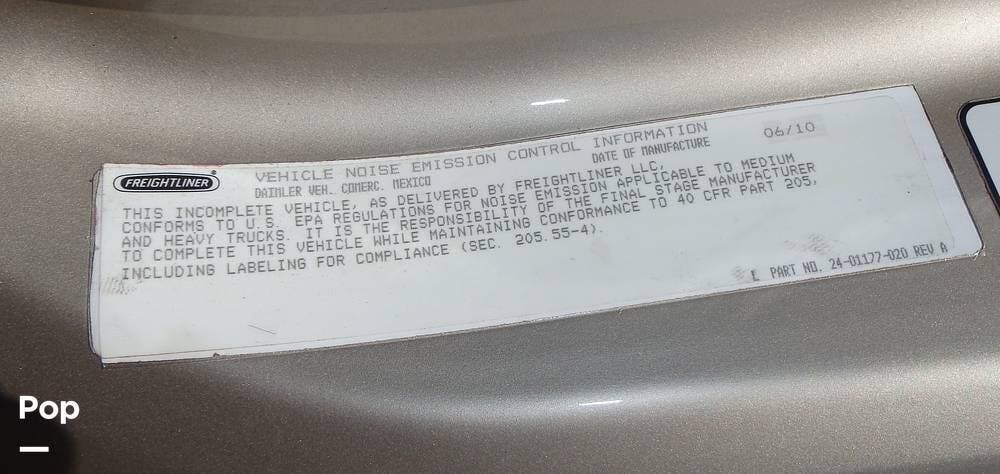 FREIGHTLINER®
VEHICLE NOISE EMISSION CONTROL INFORMATION
06/10
DAIMLER VEH. COMERC. MEXICO
DATE OF MANUFACTURE
THIS INCOMPLETE VEHICLE, AS DELIVERED BY FREIGHTLINER LLC,
CONFORMS TO U.S. EPA REGULATIONS FOR NOISE EMISSION APPLICABLE TO MEDIUM
AND HEAVY TRUCKS. IT IS THE RESPONSIBILITY OF THE FINAL STAGE MANUFACTURER
TO COMPLETE THIS VEHICLE WHILE MAINTAINING CONFORMANCE TO 40 CFR PART 205,
INCLUDING LABELING FOR COMPLIANCE (SEC. 205.55-4).
PART NO. 24-01177-020 REV A
Pop